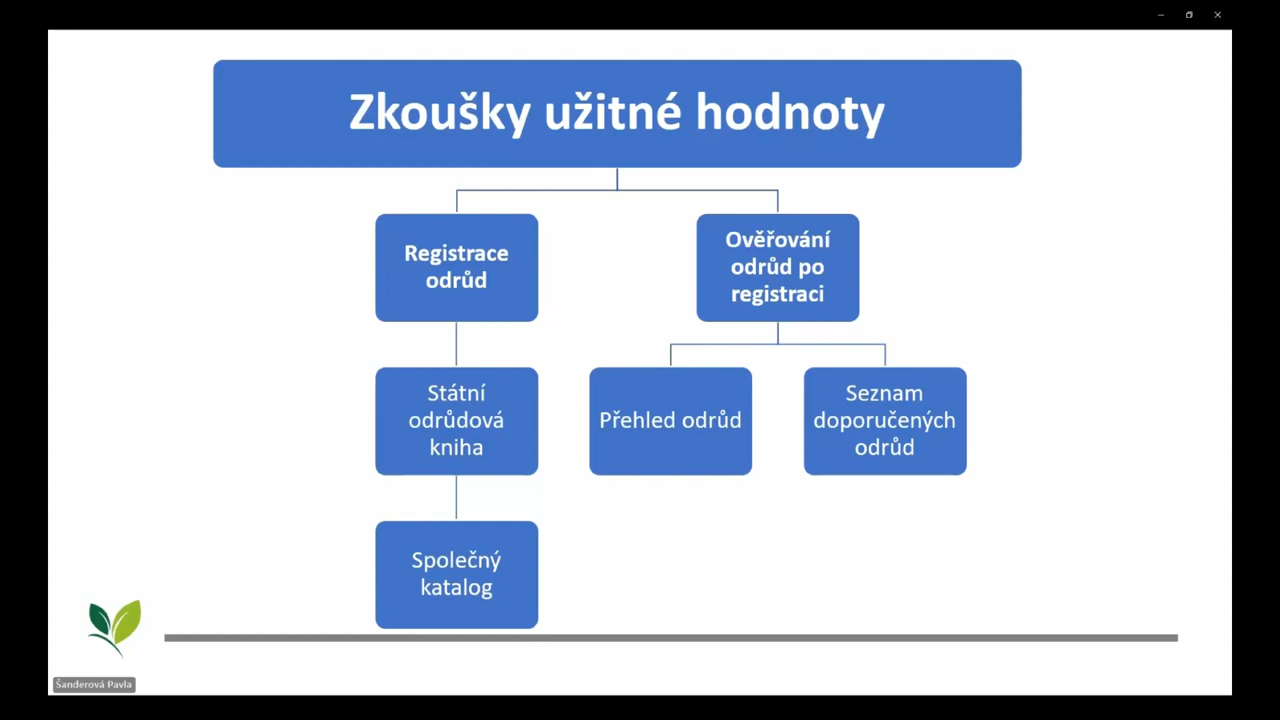 Zkoušky užitné hodnoty
Registrace
odrůd
Ověřování
odrůd po
registraci
Státní
odrůdová
kniha
Přehled odrůd
Seznam
doporučených
odrůd
Společný
katalog
Šanderová Pavla